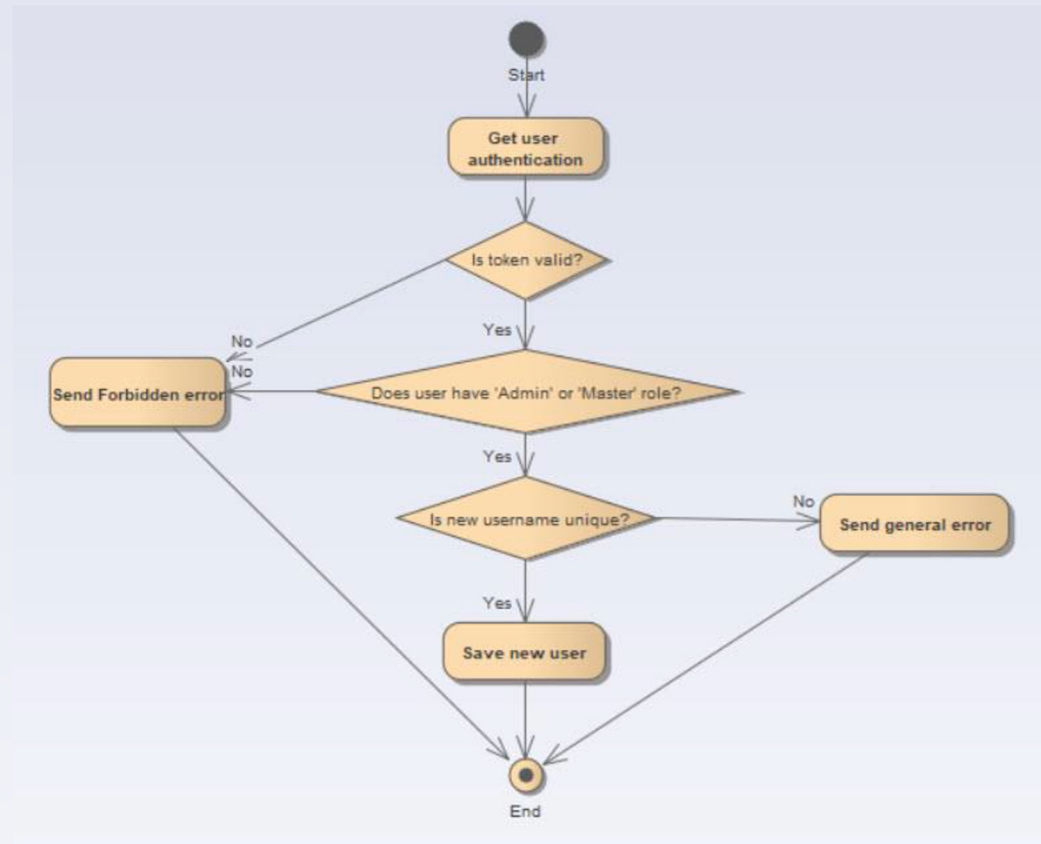 Start
Get user
authentication
Is token valid?
No
Yes
No
Send Forbidden error
Does user have 'Admin' or 'Master' role?
Yes
Is new username unique?
No
Send general error
Yes
Save new user
End